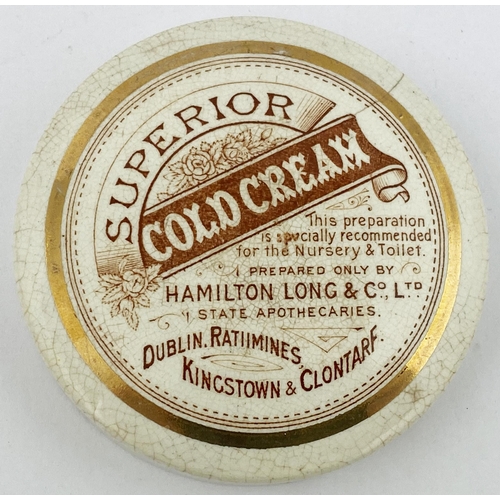 SUPERIOR
COLD CREAM
This preparation
is specially recommended
for the Nursery & Toilet.
PREPARED ONLY BY
HAMILTON LONG & Co., LTD
STATE APOTHECARIES.
DUBLIN, RATHMINES,
KINGSTOWN & CLONTARF.